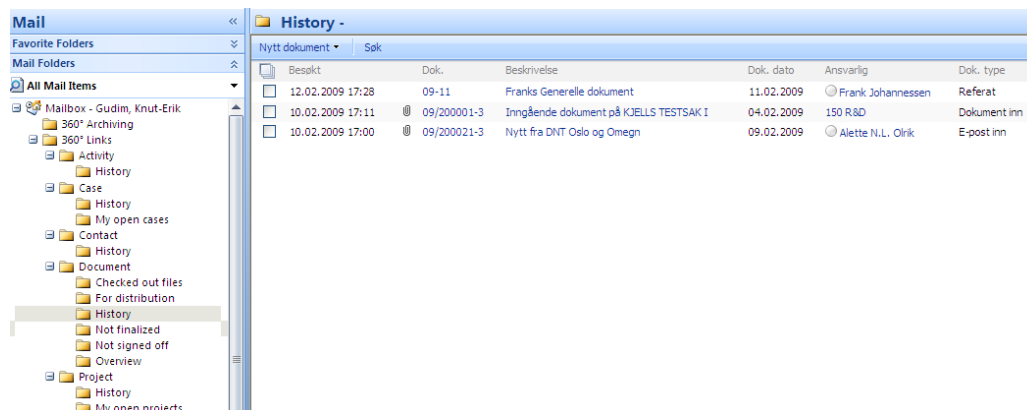 Mail
Favorite Folders
Mail Folders
All Mail Items
Mailbox - Gudim, Knut-Erik
360° Archiving
360° Links
Activity
History
Case
History
My open cases
Contact
History
Document
Checked out files
For distribution
History
Not finalized
Not signed off
Overview
Project
History
My open projects
History -
Nytt dokument Søk
Besøkt Dok. Beskrivelse Dok. dato Ansvarlig Dok. type
12.02.2009 17:28 09-11 Franks Generelle dokument 11.02.2009 Frank Johannessen Referat
10.02.2009 17:11 09/200001-3 Inngående dokument på KJELLS TESTSAK I 04.02.2009 150 R&D Dokument inn
10.02.2009 17:00 09/200021-3 Nytt fra DNT Oslo og Omegn 09.02.2009 Alette N.L. Olrik E-post inn